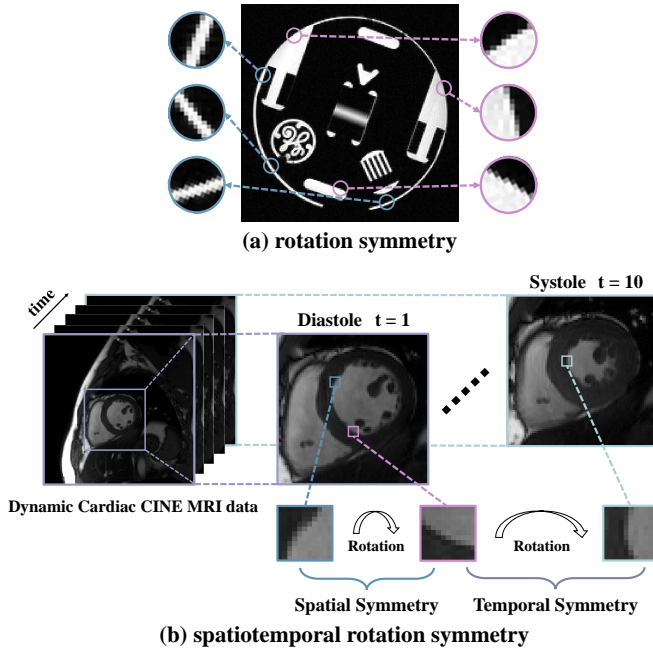 (a) rotation symmetry
time
Systole t = 10
Diastole t = 1
Dynamic Cardiac CINE MRI data
Rotation
Rotation
Spatial Symmetry
Temporal Symmetry
(b) spatiotemporal rotation symmetry